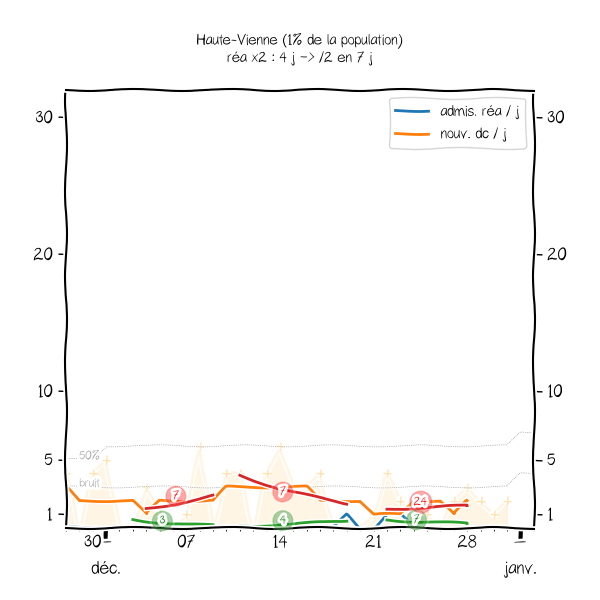 Haute-Vienne (1% de la population)
réa x2 : 4 j -> /2 en 7 j
admis. réa / j
nouv. dc / j
30 30
20 20
10 10
5 50% 5
bruit
1 1
7 7 24
3 4 7
30 07 14 21 28
déc. janv.